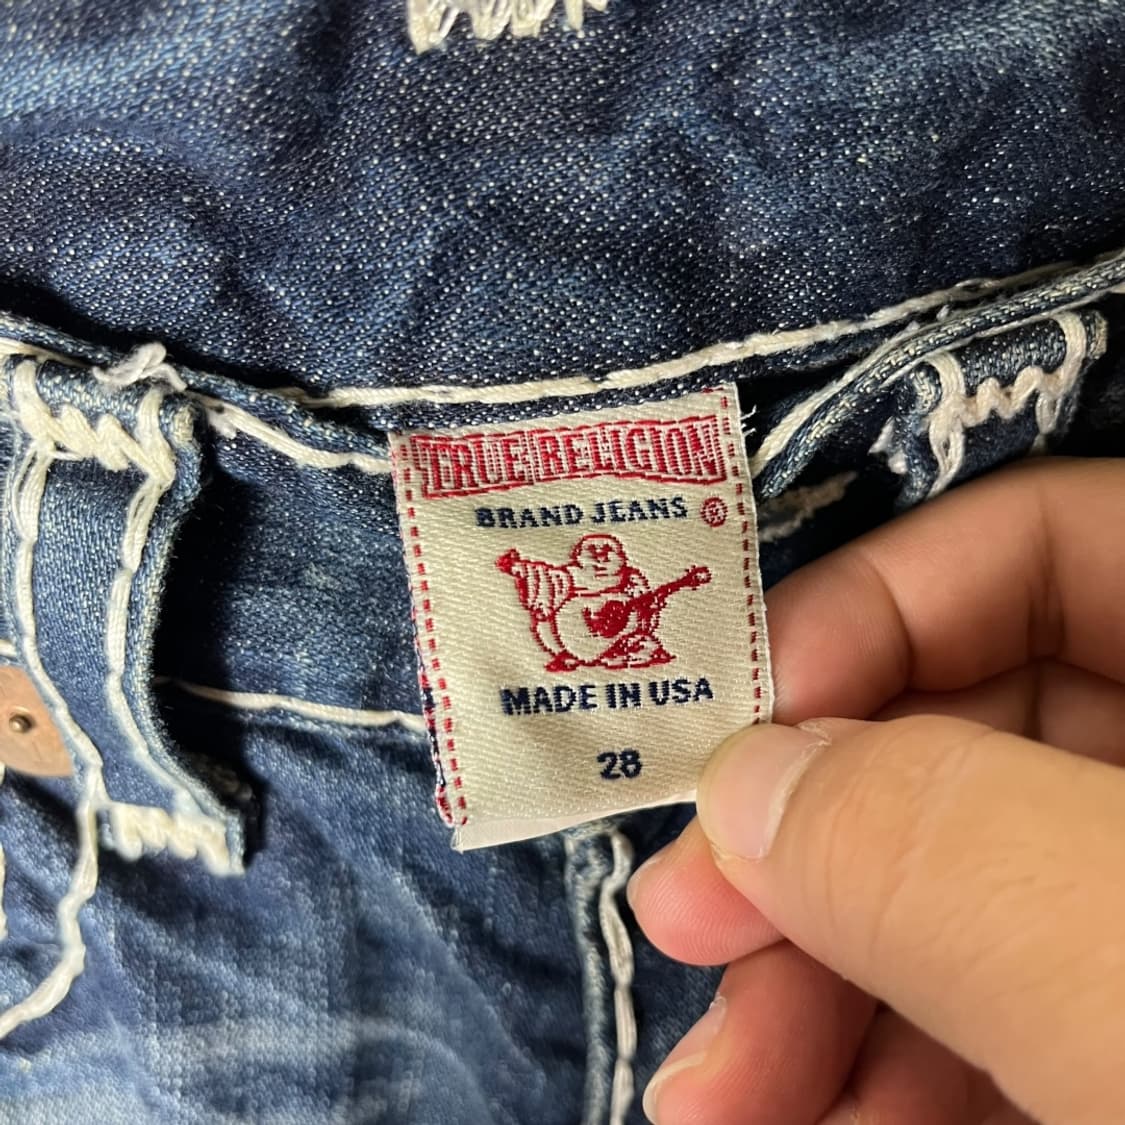 TRUE RELIGION
BRAND JEANS ®
MADE IN USA
28